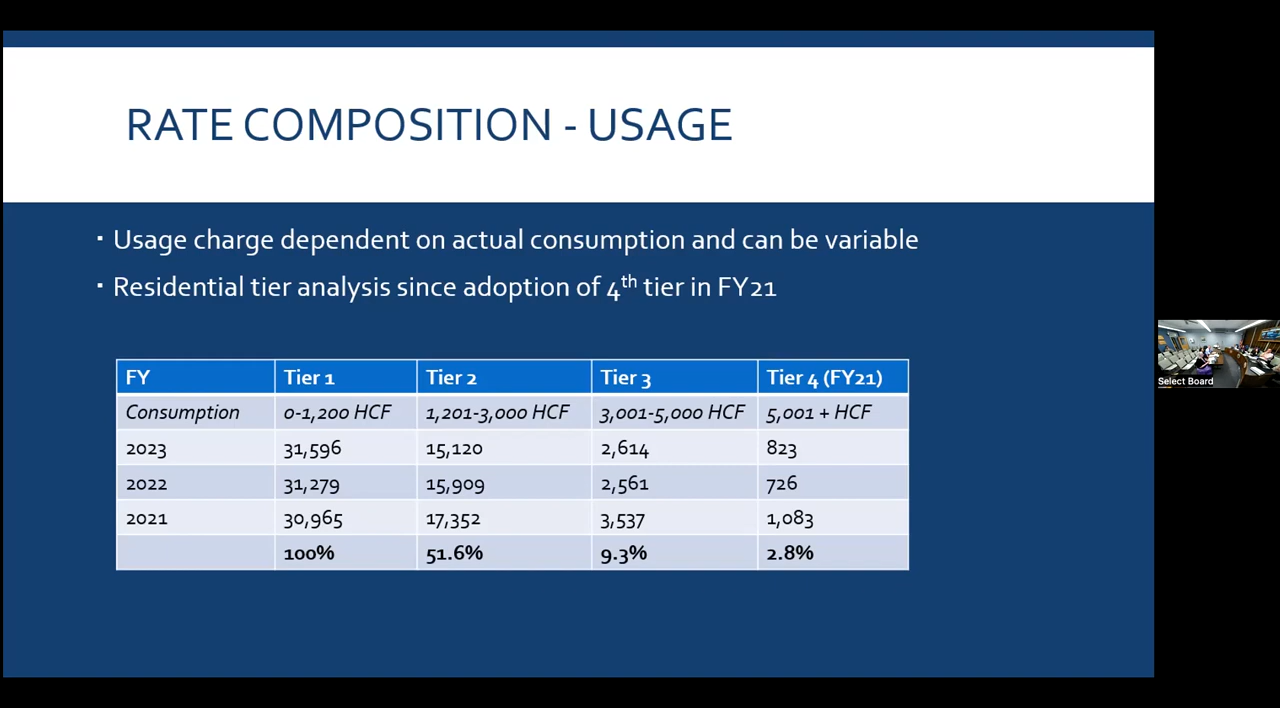 RATE COMPOSITION - USAGE
▪ Usage charge dependent on actual consumption and can be variable
▪ Residential tier analysis since adoption of 4th tier in FY21
FY Tier 1 Tier 2 Tier 3 Tier 4 (FY21)
Consumption 0-1,200 HCF 1,201-3,000 HCF 3,001-5,000 HCF 5,001 + HCF
2023 31,596 15,120 2,614 823
2022 31,279 15,909 2,561 726
2021 30,965 17,352 3,537 1,083
100% 51.6% 9.3% 2.8%
Select Board